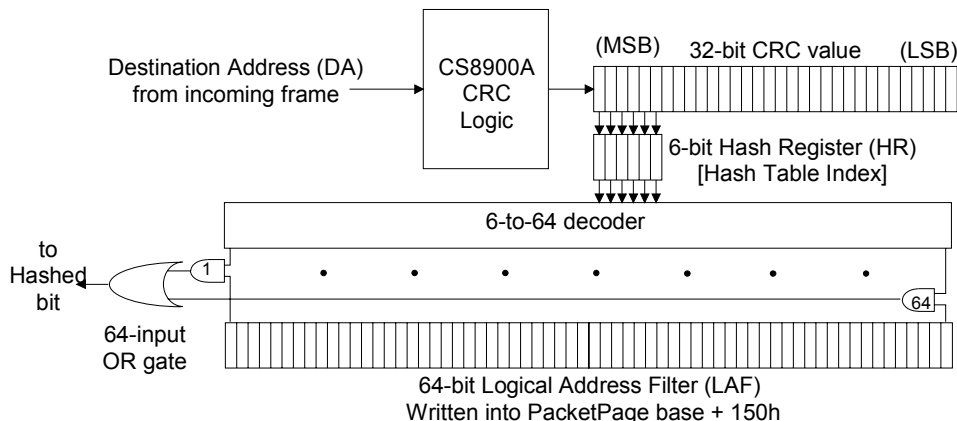 (MSB) 32-bit CRC value (LSB)
Destination Address (DA)
from incoming frame
CS8900A
CRC
Logic
6-bit Hash Register (HR)
[Hash Table Index]
6-to-64 decoder
to
Hashed
bit
1
64
64-input
OR gate
64-bit Logical Address Filter (LAF)
Written into PacketPage base + 150h